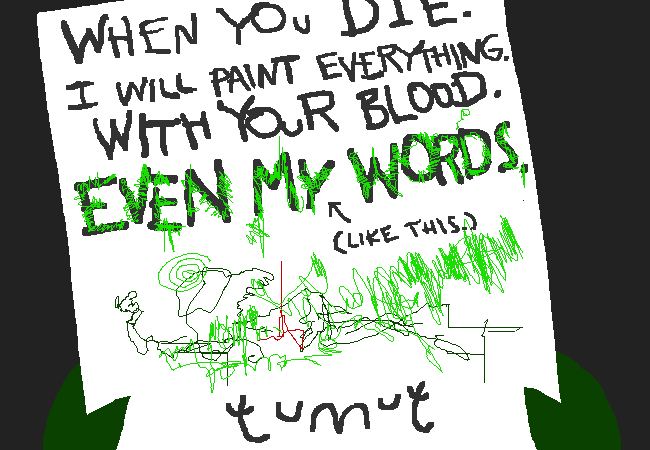 WHEN YOU DIE.
I WILL PAINT EVERYTHING.
WITH YOUR BLOOD.
EVEN MY WORDS.
(LIKE THIS.)
tumut